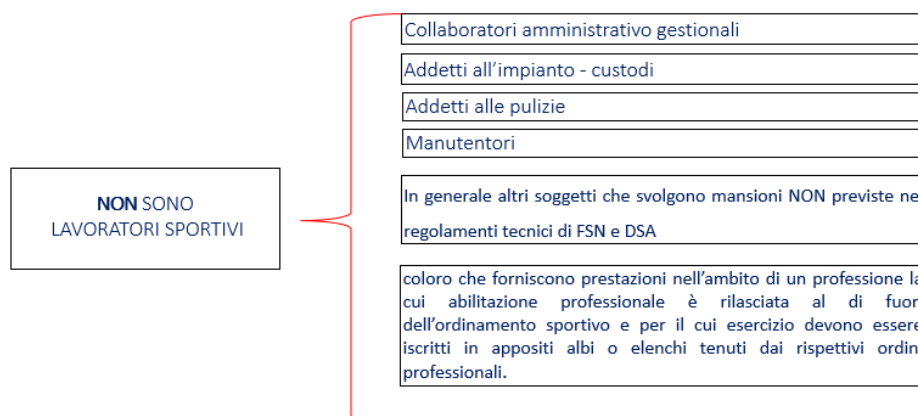 NON SONO
LAVORATORI SPORTIVI
Collaboratori amministrativo gestionali
Addetti all'impianto - custodi
Addetti alle pulizie
Manutentori
In generale altri soggetti che svolgono mansioni NON previste ne
regolamenti tecnici di FSN e DSA
coloro che forniscono prestazioni nell'ambito di un professione la
cui abilitazione professionale è rilasciata al di fuor
dell'ordinamento sportivo e per il cui esercizio devono essere
iscritti in appositi albi o elenchi tenuti dai rispettivi ordin
professionali.